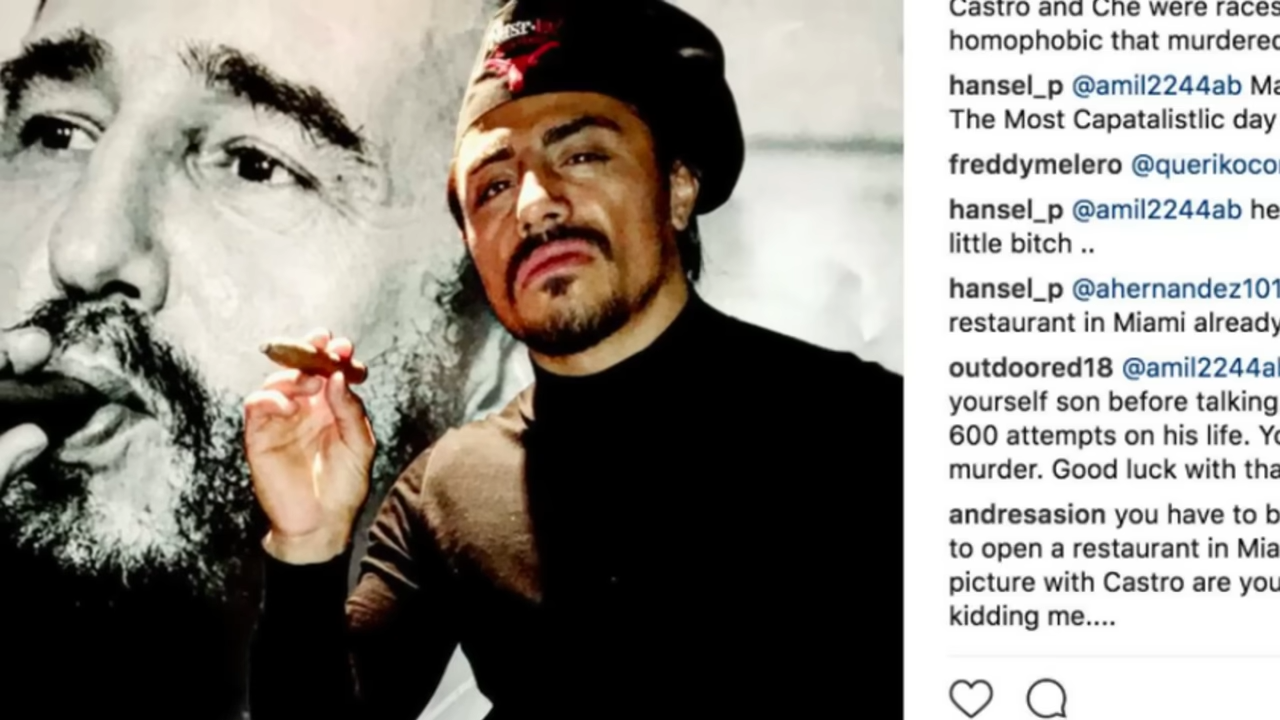 Castro and Che were races
homophobic that murdered
hansel_p @amil2244ab Ma
The Most Capatalistlic day
freddymelero @querikoco
hansel_p @amil2244ab he
little bitch ..
hansel_p @ahernandez101
restaurant in Miami already
outdoored18 @amil2244a
yourself son before talking
600 attempts on his life. Yo
murder. Good luck with tha
andresasion you have to b
to open a restaurant in Mia
picture with Castro are you
kidding me....